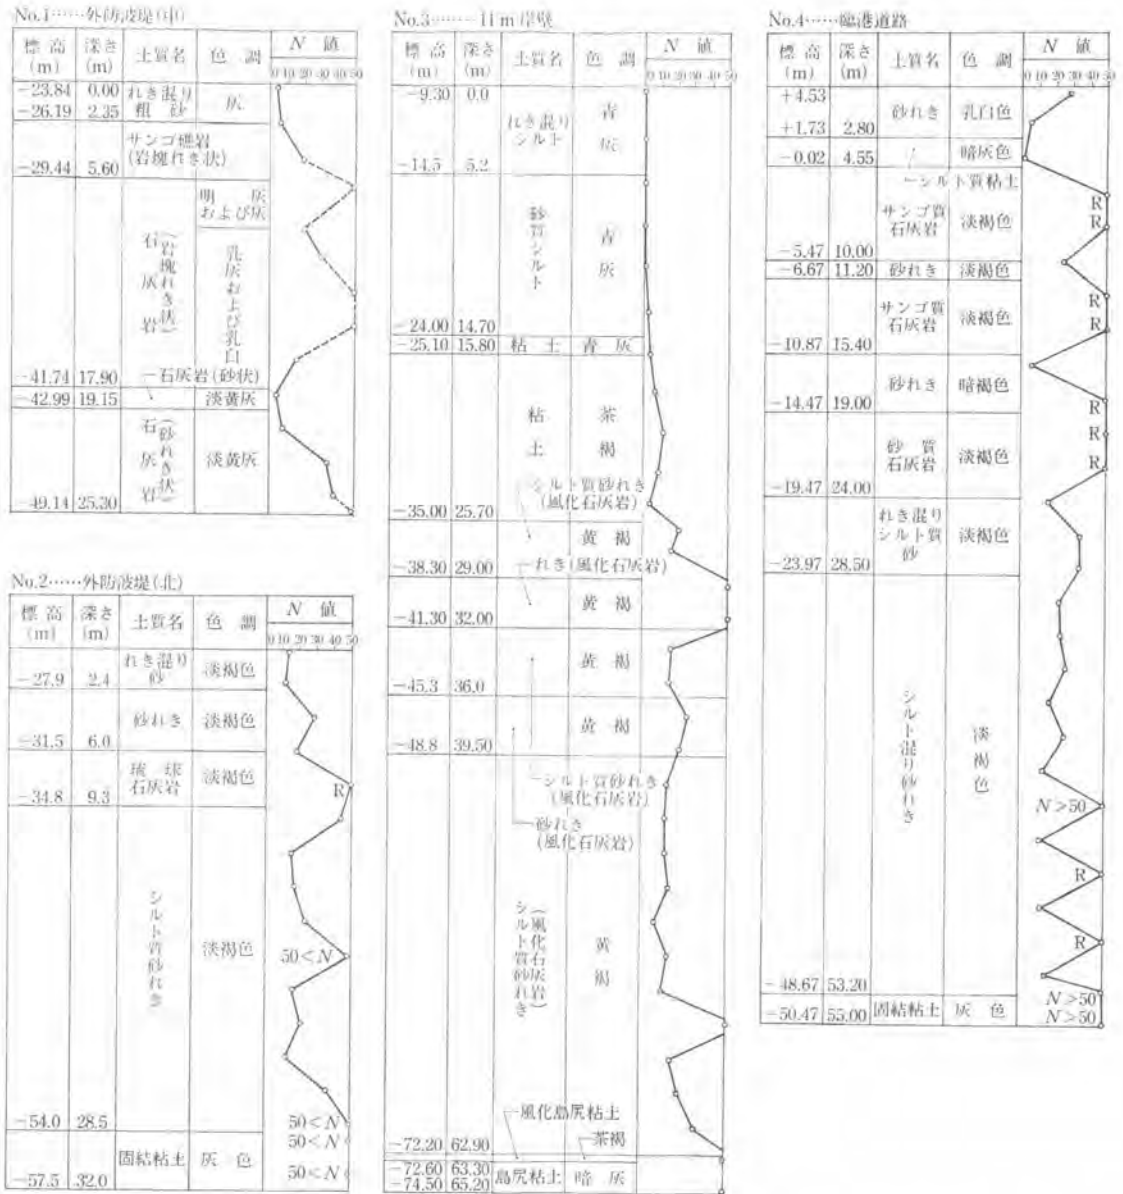 No.1……外防波堤(中)
標高(m) 深さ(m) 土質名 色調 N値
0 10 20 30 40 50
-23.84 0.00 れき混り粗砂 灰
-26.19 2.35
サンゴ礁岩(岩塊れき状)
-29.44 5.60
明灰および灰
石灰岩(岩塊れき状) 乳灰および乳白
-41.74 17.90 石灰岩(砂状)
-42.99 19.15 淡黄灰
石灰岩(砂れき状) 淡黄灰
-49.14 25.30
No.2……外防波堤(北)
標高(m) 深さ(m) 土質名 色調 N値
0 10 20 30 40 50
れき混り砂 淡褐色
-27.9 2.4
砂れき 淡褐色
-31.5 6.0
琉球石灰岩 淡褐色 R
-34.8 9.3
シルト質砂れき 淡褐色 50<N
-54.0 28.5 50<N
50<N
固結粘土 灰色 50<N
-57.5 32.0
No.3……11m岸壁
標高(m) 深さ(m) 土質名 色調 N値
0 10 20 30 40 50
-9.30 0.0
れき混りシルト 青灰
-14.5 5.2
砂質シルト 青灰
-24.00 14.70
-25.10 15.80 粘土 青灰
粘土 茶褐
シルト質砂れき(風化石灰岩)
-35.00 25.70
黄褐
-38.30 29.00 れき(風化石灰岩)
黄褐
-41.30 32.00
黄褐
-45.3 36.0
黄褐
-48.8 39.50
シルト質砂れき(風化石灰岩)
砂れき(風化石灰岩)
シルト質砂れき(風化石灰岩) 黄褐
風化島尻粘土
-72.20 62.90 茶褐
-72.60 63.30
-74.50 65.20 島尻粘土 暗灰
No.4……臨港道路
標高(m) 深さ(m) 土質名 色調 N値
0 10 20 30 40 50
+4.53
砂れき 乳白色
+1.73 2.80
-0.02 4.55 暗灰色
シルト質粘土
サンゴ質石灰岩 淡褐色 R
R
-5.47 10.00
-6.67 11.20 砂れき 淡褐色
サンゴ質石灰岩 淡褐色 R
R
-10.87 15.40
砂れき 暗褐色
-14.47 19.00 R
砂質石灰岩 淡褐色 R
R
-19.47 24.00
れき混りシルト質砂 淡褐色
-23.97 28.50
シルト混り砂れき 淡褐色
N>50
R
R
-48.67 53.20
N>50
-50.47 55.00 固結粘土 灰色 N>50